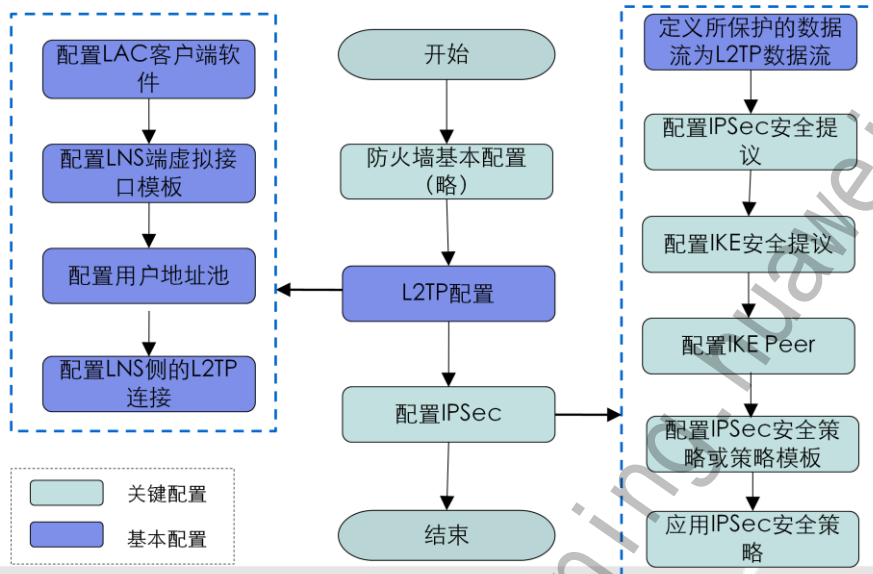 配置LAC客户端软
件
配置LNS端虚拟接
口模板
配置用户地址池
配置LNS侧的L2TP
连接
关键配置
基本配置
开始
防火墙基本配置
（略）
L2TP配置
配置IPSec
结束
定义所保护的数据
流为L2TP数据流
配置IPSec安全提
议
配置IKE安全提议
配置IKE Peer
配置IPSec安全策
略或策略模板
应用IPSec安全策
略
ning.huawei